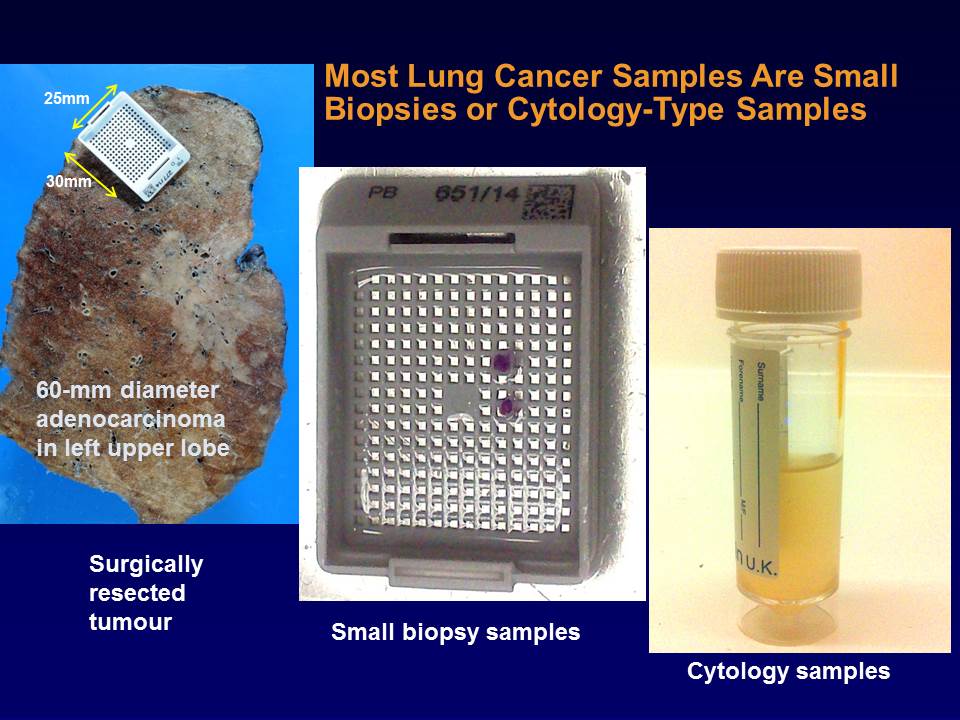 Most Lung Cancer Samples Are Small
Biopsies or Cytology-Type Samples
25mm
30mm
60-mm diameter
adenocarcinoma
in left upper lobe
Surgically
resected
tumour
PB 651/14
Small biopsy samples
Surname
Forename
U.K.
Cytology samples